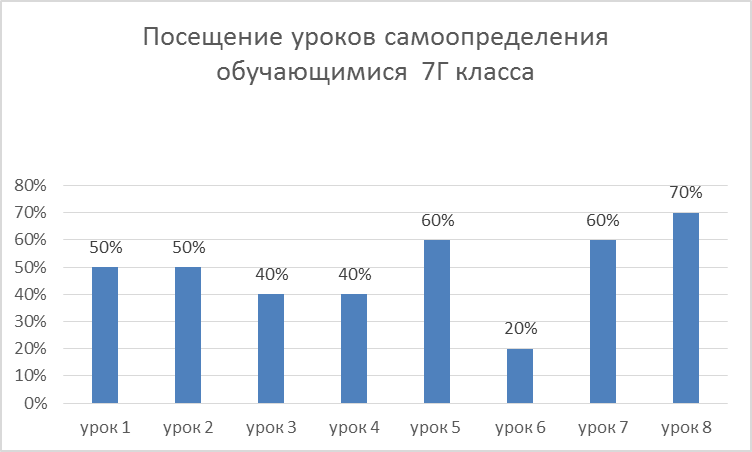 Посещение уроков самоопределения
обучающимися  7Г класса
80%
70%
60%
50%
40%
30%
20%
10%
0%
50%
50%
40%
40%
60%
20%
60%
70%
урок 1
урок 2
урок 3
урок 4
урок 5
урок 6
урок 7
урок 8